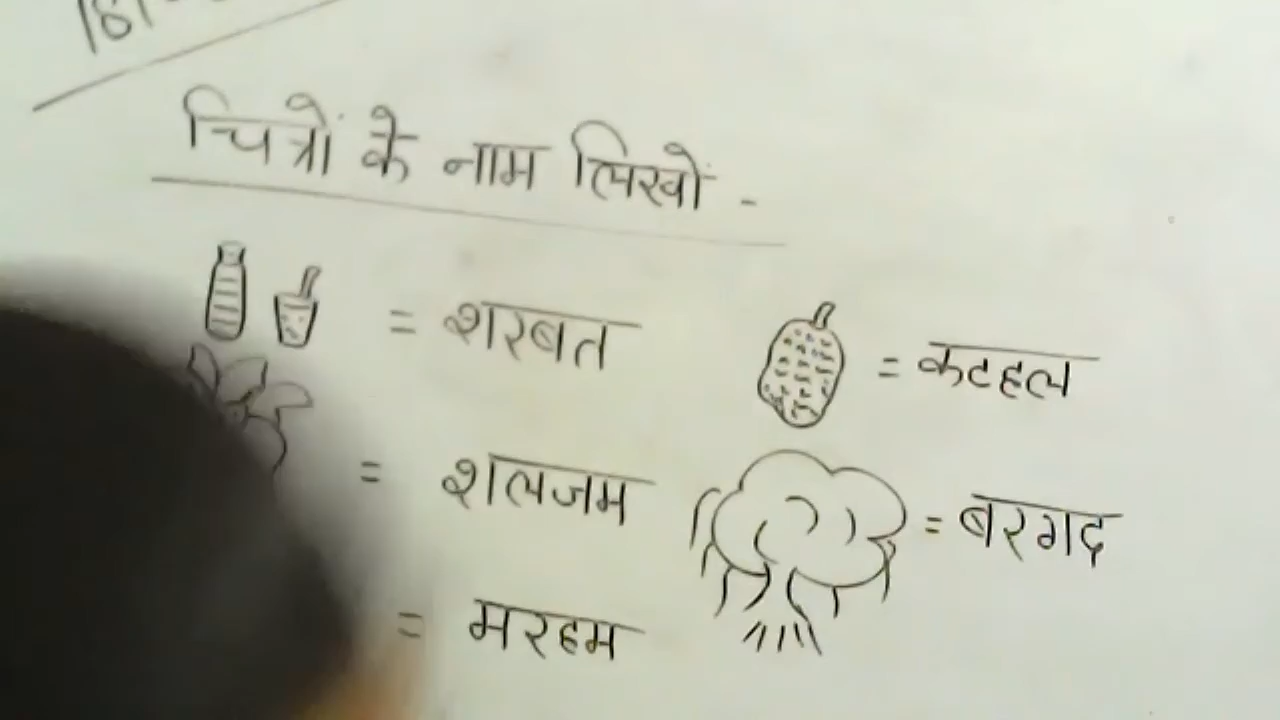 चित्रों के नाम लिखों -
= शरबत
= कटहल
= शलजम
= बरगद
= मरहम